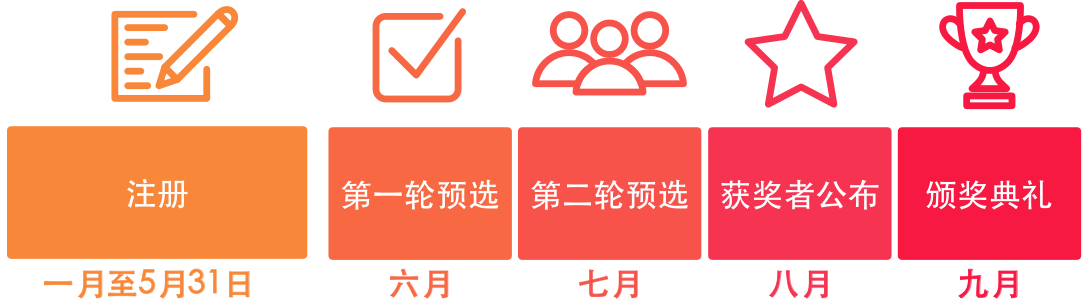 注册
第一轮预选
第二轮预选
获奖者公布
颁奖典礼
一月至5月31日
六月
七月
八月
九月